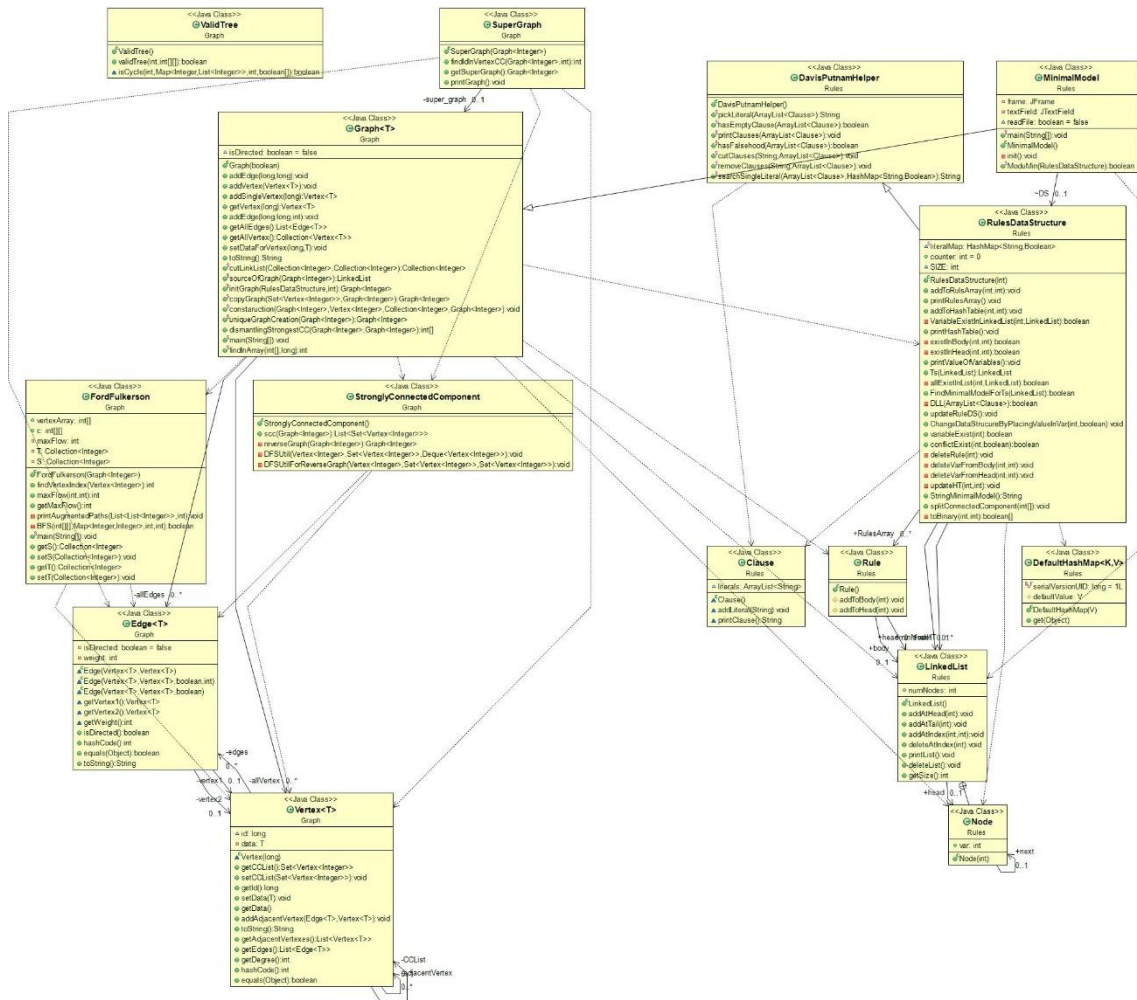 <<Java Class>>
ValidTree
Graph
ValidTree()
validTree(int,int[][]):boolean
isCycle(int,Map<Integer,List<Integer>>,int,boolean[]):boolean
<<Java Class>>
SuperGraph
Graph
SuperGraph(Graph<Integer>)
findIdInVertexCC(Graph<Integer>,int):int
getSuperGraph():Graph<Integer>
printGraph():void
-super_graph 0..1
<<Java Class>>
DavisPutnamHelper
Rules
DavisPutnamHelper()
pickLiteral(ArrayList<Clause>):String
hasEmptyClause(ArrayList<Clause>):boolean
printClauses(ArrayList<Clause>):void
hasFalsehood(ArrayList<Clause>):boolean
cutClauses(String,ArrayList<Clause>):void
removeClauses(String,ArrayList<Clause>):void
searchSingleLiteral(ArrayList<Clause>,HashMap<String,Boolean>):String
<<Java Class>>
MinimalModel
Rules
frame: JFrame
textField: JTextField
readFile: boolean = false
main(String[]):void
MinimalModel()
init():void
ModuMin(RulesDataStructure):boolean
~DS 0..1
<<Java Class>>
Graph<T>
Graph
isDirected: boolean = false
Graph(boolean)
addEdge(long,long):void
addVertex(Vertex<T>):void
addSingleVertex(long):Vertex<T>
getVertex(long):Vertex<T>
addEdge(long,long,int):void
getAllEdges():List<Edge<T>>
getAllVertex():Collection<Vertex<T>>
setDataForVertex(long,T):void
toString():String
cutLinkList(Collection<Integer>,Collection<Integer>):Collection<Integer>
sourceOfGraph(Graph<Integer>):LinkedList
initGraph(RulesDataStructure,int):Graph<Integer>
copyGraph(Set<Vertex<Integer>>,Graph<Integer>):Graph<Integer>
constaruction(Graph<Integer>,Vertex<Integer>,Collection<Integer>,Graph<Integer>):void
uniqueGraphCreation(Graph<Integer>):Graph<Integer>
dismantlingStrongestCC(Graph<Integer>,Graph<Integer>):int[]
main(String[]):void
findInArray(int[],long):int
<<Java Class>>
RulesDataStructure
Rules
literalMap: HashMap<String,Boolean>
counter: int = 0
SIZE: int
RulesDataStructure(int)
addToRulsArray(int,int):void
printRulesArray():void
addToHashTable(int,int):void
VariableExistInLinkedList(int,LinkedList):boolean
printHashTable():void
existInBody(int,int):boolean
existInHead(int,int):boolean
printValueOfVariables():void
Ts(LinkedList):LinkedList
allExistInList(int,LinkedList):boolean
FindMinimalModelForTs(LinkedList):boolean
DLL(ArrayList<Clause>):boolean
updateRuleDS():void
ChangeDataStrucureByPlacingValueInVar(int,boolean):void
variableExist(int):boolean
conflictExist(int,boolean):boolean
deleteRule(int):void
deleteVarFromBody(int,int):void
deleteVarFromHead(int,int):void
updateHT(int,int):void
StringMinimalModel():String
splitConnectedComponent(int[]):void
toBinary(int,int):boolean[]
<<Java Class>>
FordFulkerson
Graph
vertexArray: int[]
c: int[][]
maxFlow: int
T: Collection<Integer>
S: Collection<Integer>
FordFulkerson(Graph<Integer>)
findVertexIndex(Vertex<Integer>):int
maxFlow(int,int):int
getMaxFlow():int
printAugmentedPaths(List<List<Integer>>,int):void
BFS(int[][],Map<Integer,Integer>,int,int):boolean
main(String[]):void
getS():Collection<Integer>
setS(Collection<Integer>):void
getT():Collection<Integer>
setT(Collection<Integer>):void
<<Java Class>>
StronglyConnectedComponent
Graph
StronglyConnectedComponent()
scc(Graph<Integer>):List<Set<Vertex<Integer>>>
reverseGraph(Graph<Integer>):Graph<Integer>
DFSUtil(Vertex<Integer>,Set<Vertex<Integer>>,Deque<Vertex<Integer>>):void
DFSUtilForReverseGraph(Vertex<Integer>,Set<Vertex<Integer>>,Set<Vertex<Integer>>):void
+RulesArray 0..*
<<Java Class>>
Clause
Rules
literals: ArrayList<String>
Clause()
addLiteral(String):void
printClause():String
<<Java Class>>
Rule
Rules
Rule()
addToBody(int):void
addToHead(int):void
<<Java Class>>
DefaultHashMap<K,V>
Rules
serialVersionUID: long = 1L
defaultValue: V
DefaultHashMap(V)
get(Object)
-allEdges 0..*
<<Java Class>>
Edge<T>
Graph
isDirected: boolean = false
weight: int
Edge(Vertex<T>,Vertex<T>)
Edge(Vertex<T>,Vertex<T>,boolean,int)
Edge(Vertex<T>,Vertex<T>,boolean)
getVertex1():Vertex<T>
getVertex2():Vertex<T>
getWeight():int
isDirected():boolean
hashCode():int
equals(Object):boolean
toString():String
+body
0..1
<<Java Class>>
LinkedList
Rules
numNodes: int
LinkedList()
addAtHead(int):void
addAtTail(int):void
addAtIndex(int,int):void
deleteAtIndex(int):void
printList():void
deleteList():void
getSize():int
-edges
0..*
-vertex1 0..1
-allVertex 0..*
-vertex2
0..1
+head 0..1
<<Java Class>>
Node
Rules
var: int
Node(int)
+next
0..1
<<Java Class>>
Vertex<T>
Graph
id: long
data: T
Vertex(long)
getCCList():Set<Vertex<Integer>>
setCCList(Set<Vertex<Integer>>):void
getId():long
setData(T):void
getData()
addAdjacentVertex(Edge<T>,Vertex<T>):void
toString():String
getAdjacentVertexes():List<Vertex<T>>
getEdges():List<Edge<T>>
getDegree():int
hashCode():int
equals(Object):boolean
-CCList
0..*